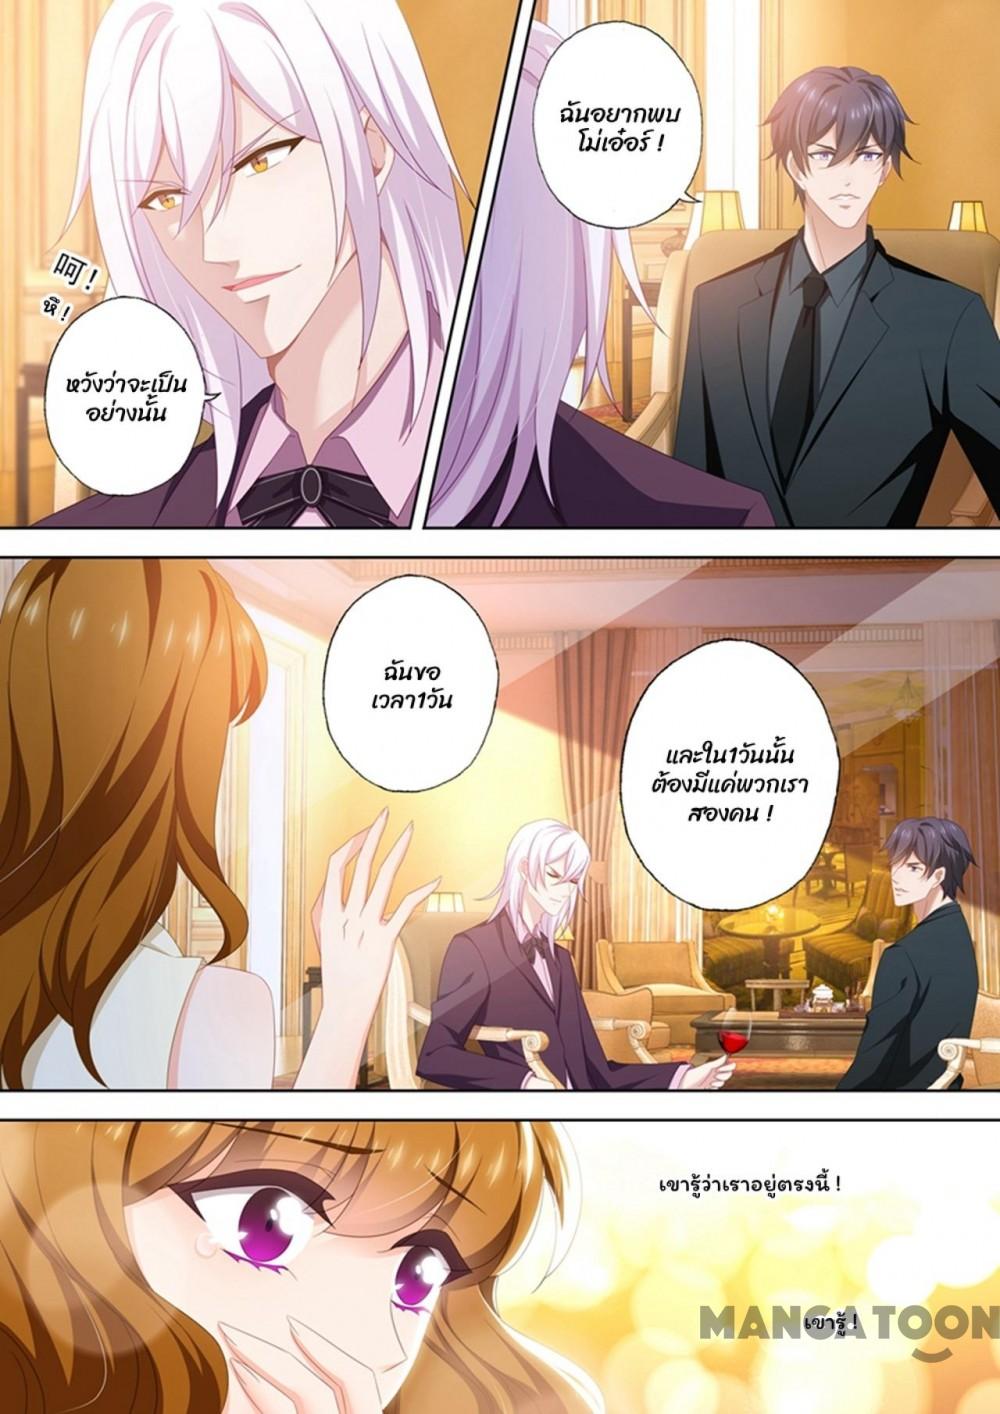 呵！
หึ !
หวังว่าจะเป็น
อย่างนั้น
ฉันอยากพบ
โม่เอ๋อร์ !
ฉันขอ
เวลา1วัน
และใน1วันนั้น
ต้องมีแค่พวกเรา
สองคน !
เขารู้ว่าเราอยู่ตรงนี้ !
เขารู้ !
MANGATOON